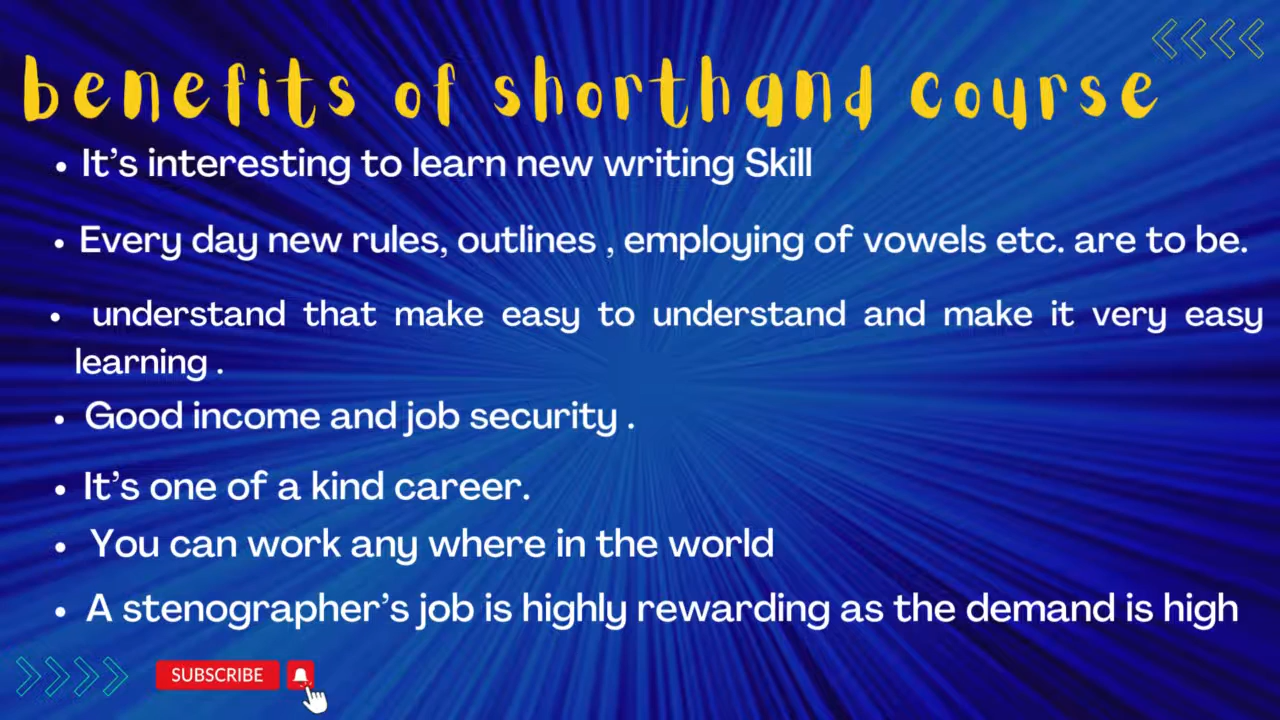 benefits of shorthand course
• It's interesting to learn new writing Skill
• Every day new rules, outlines , employing of vowels etc. are to be.
• understand that make easy to understand and make it very easy
learning .
• Good income and job security .
• It's one of a kind career.
• You can work any where in the world
• A stenographer's job is highly rewarding as the demand is high
SUBSCRIBE